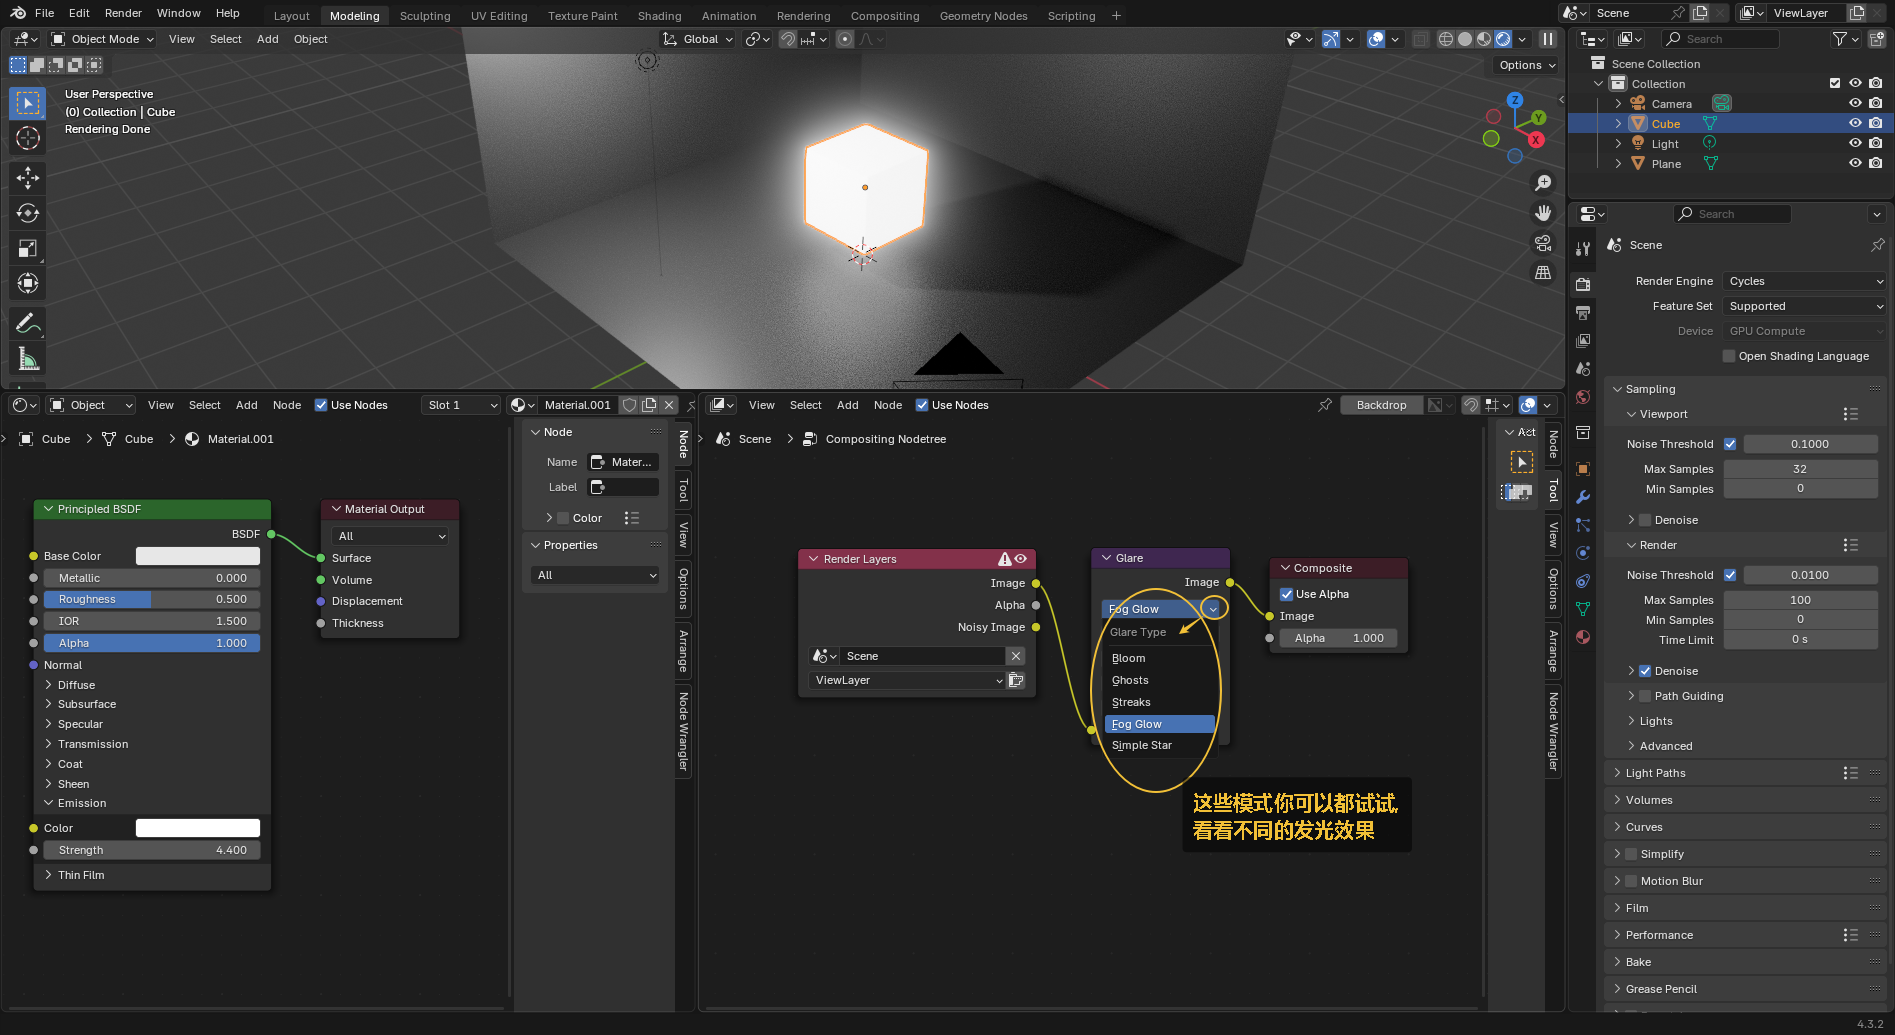 File Edit Render Window Help Layout Modeling Sculpting UV Editing Texture Paint Shading Animation Rendering Compositing Geometry Nodes Scripting + Scene ViewLayer
Object Mode View Select Add Object Global Search
Options
User Perspective
(0) Collection | Cube
Rendering Done
Z
Y
X
Scene Collection
Collection
Camera
Cube
Light
Plane
Search
Scene
Render Engine Cycles
Feature Set Supported
Device GPU Compute
Open Shading Language
Sampling
Viewport
Noise Threshold 0.1000
Max Samples 32
Min Samples 0
Denoise
Render
Noise Threshold 0.0100
Max Samples 100
Min Samples 0
Time Limit 0 s
Denoise
Path Guiding
Lights
Advanced
Light Paths
Volumes
Curves
Simplify
Motion Blur
Film
Performance
Bake
Grease Pencil
Object View Select Add Node Use Nodes Slot 1 Material.001
Cube Cube Material.001
Principled BSDF
BSDF
Base Color
Metallic 0.000
Roughness 0.500
IOR 1.500
Alpha 1.000
Normal
Diffuse
Subsurface
Specular
Transmission
Coat
Sheen
Emission
Color
Strength 4.400
Thin Film
Material Output
All
Surface
Volume
Displacement
Thickness
Node
Name Mater...
Label
Color
Properties
All
Node
Tool
View
Options
Arrange
Node Wrangler
View Select Add Node Use Nodes Backdrop
Scene Compositing Nodetree
Render Layers
Image
Alpha
Noisy Image
Scene
ViewLayer
Glare
Image
Fog Glow
Glare Type
Bloom
Ghosts
Streaks
Fog Glow
Simple Star
Composite
Use Alpha
Image
Alpha 1.000
这些模式你可以都试试,
看看不同的发光效果
Act
Node
Tool
View
Options
Arrange
Node Wrangler
4.3.2